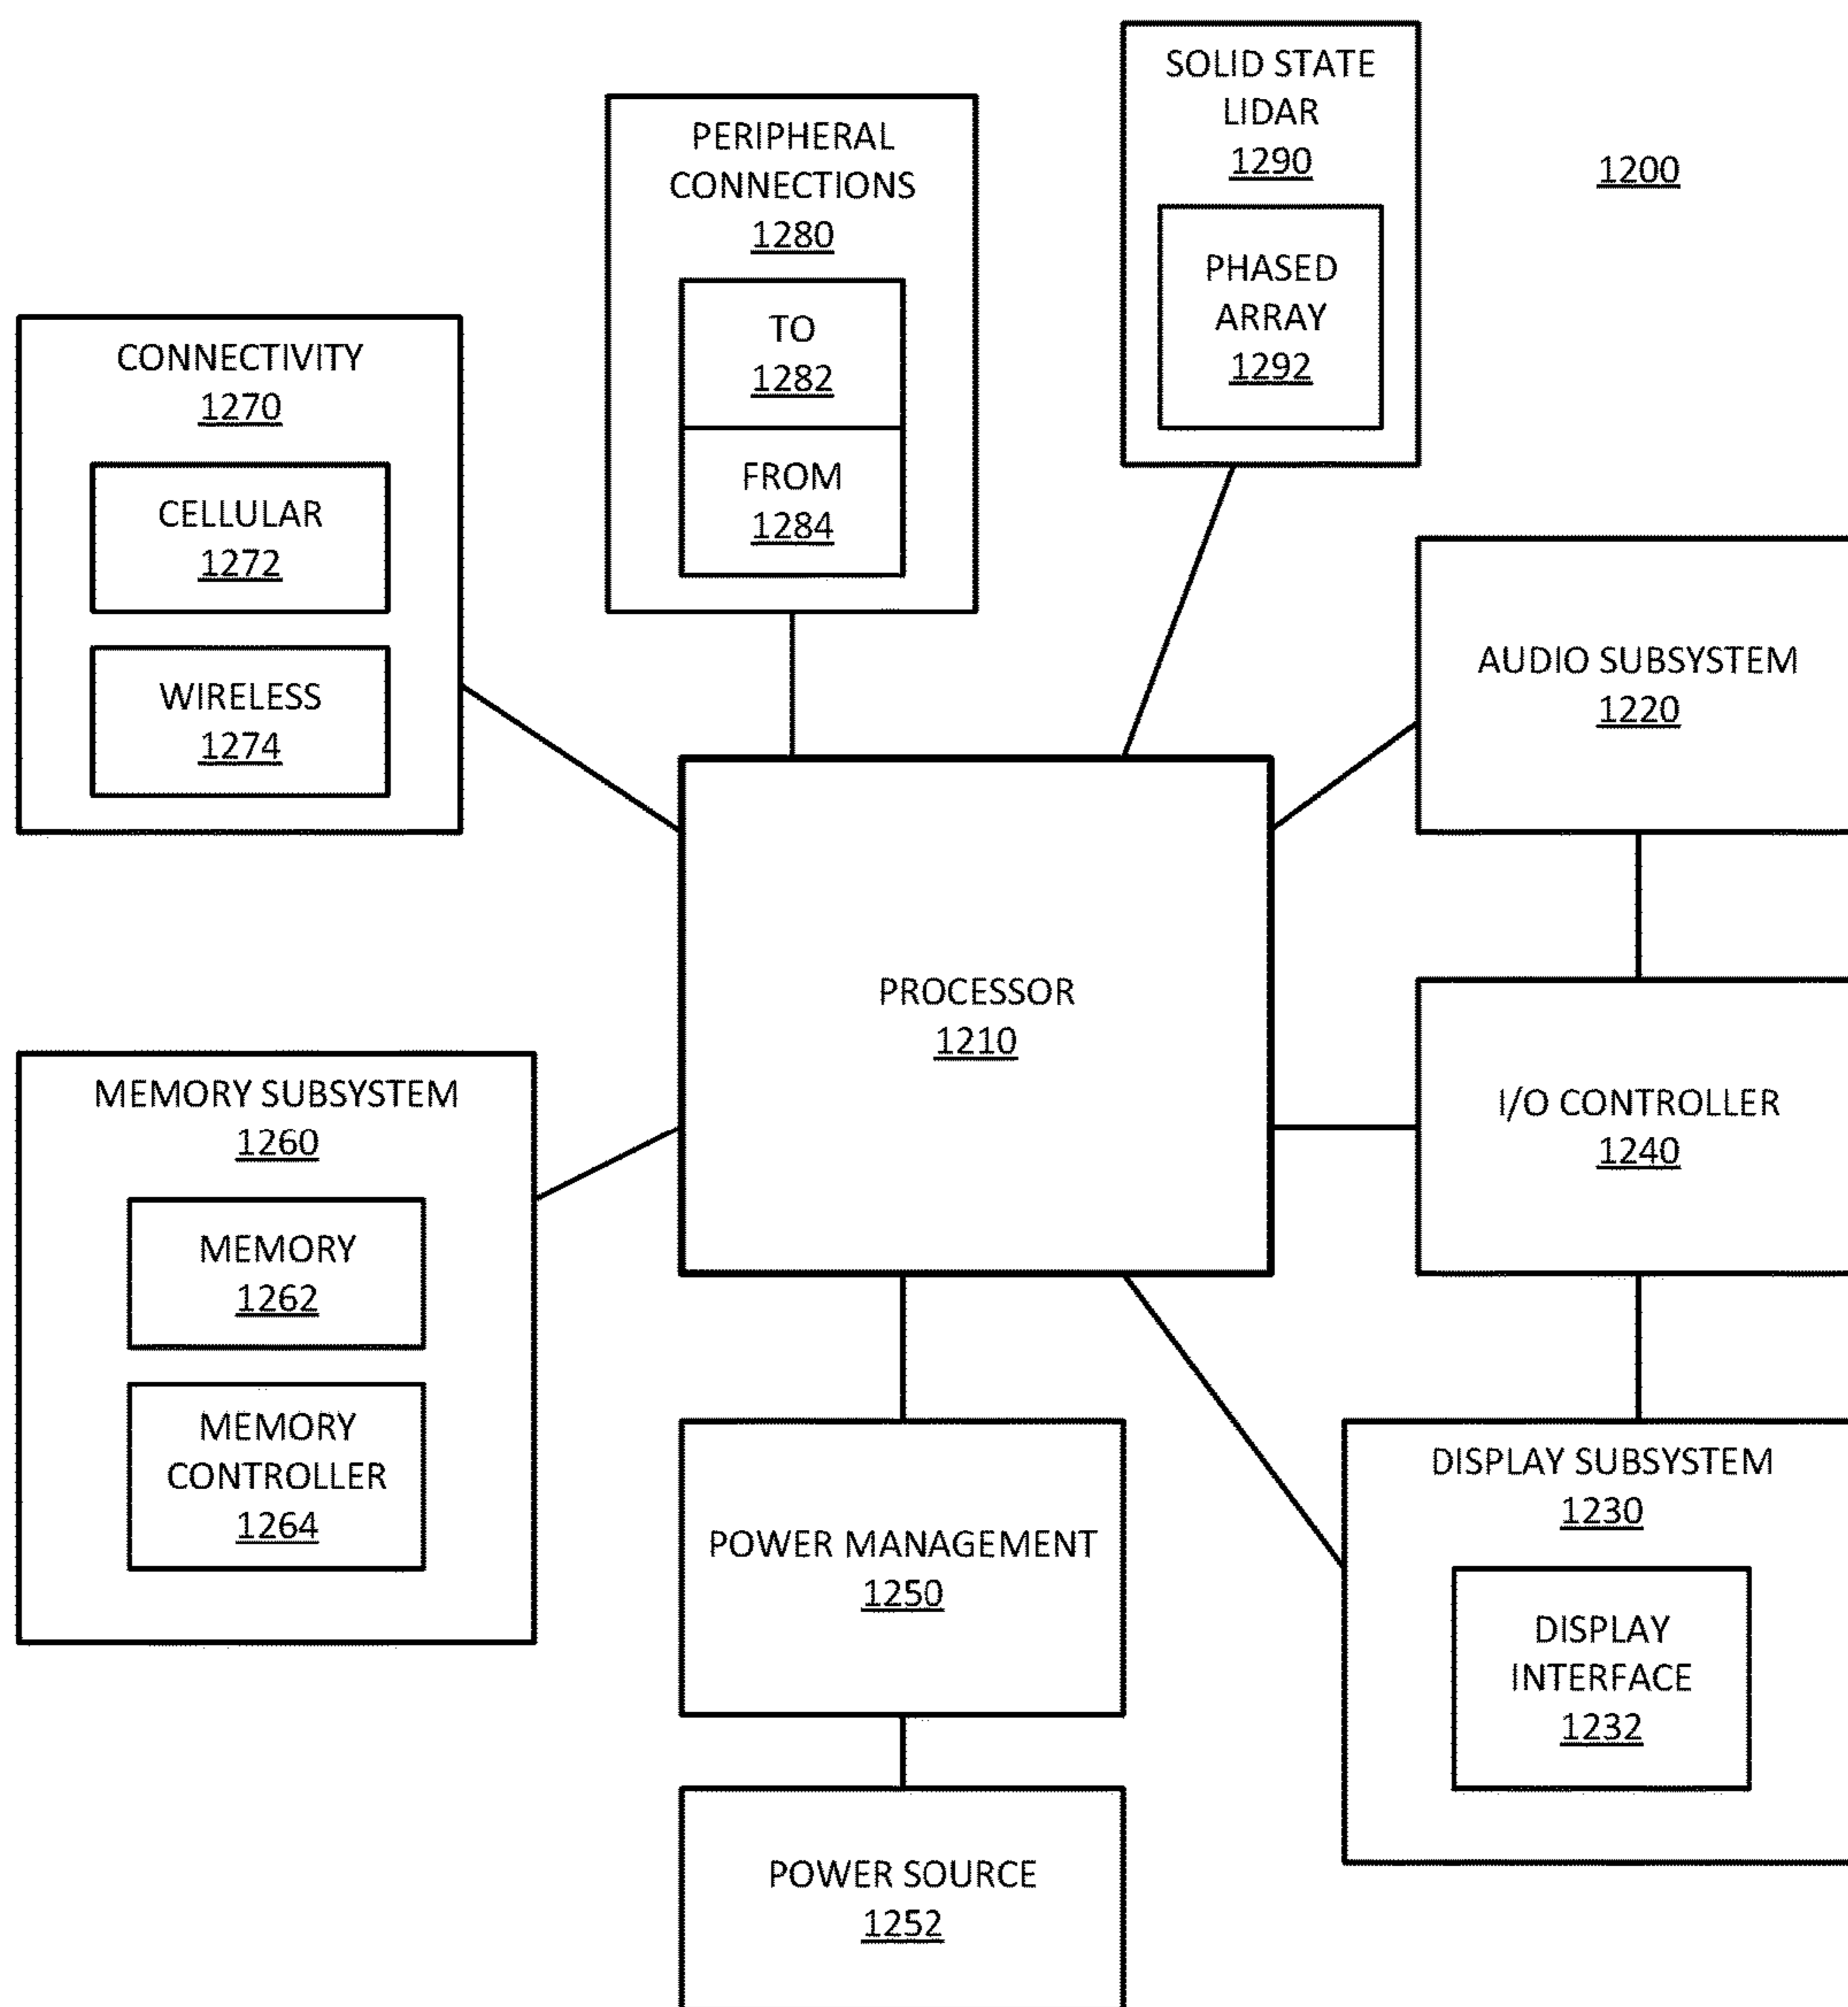 SOLID STATE
LIDAR
1290
PHASED
ARRAY
1292
1200
PERIPHERAL
CONNECTIONS
1280
TO
1282
FROM
1284
CONNECTIVITY
1270
CELLULAR
1272
WIRELESS
1274
AUDIO SUBSYSTEM
1220
PROCESSOR
1210
I/O CONTROLLER
1240
MEMORY SUBSYSTEM
1260
MEMORY
1262
MEMORY
CONTROLLER
1264
POWER MANAGEMENT
1250
DISPLAY SUBSYSTEM
1230
DISPLAY
INTERFACE
1232
POWER SOURCE
1252